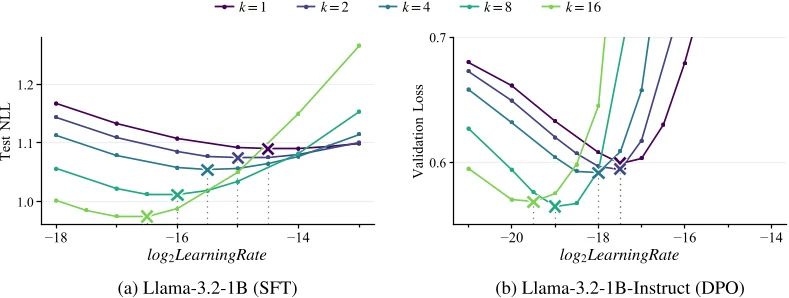 k = 1 k = 2 k = 4 k = 8 k = 16
Test NLL
1.2
1.1
1.0
−18 −16 −14
log₂LearningRate
(a) Llama-3.2-1B (SFT)
Validation Loss
0.7
0.6
−20 −18 −16 −14
log₂LearningRate
(b) Llama-3.2-1B-Instruct (DPO)